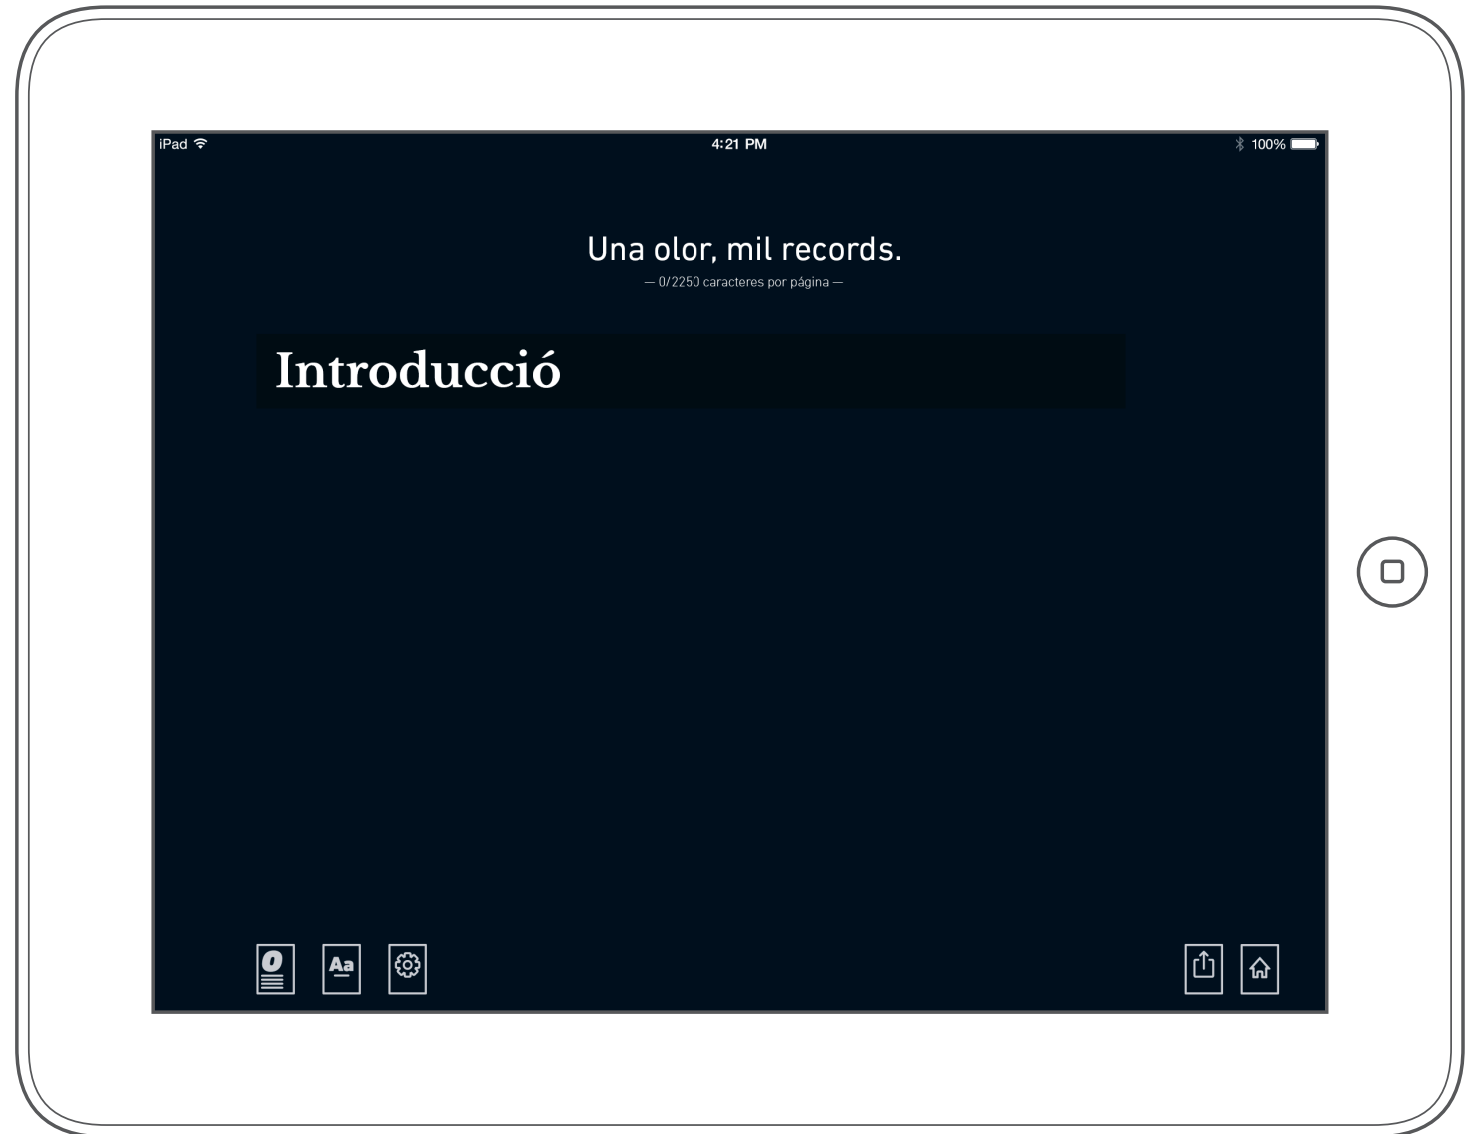 iPad 4:21 PM 100%
Una olor, mil records.
— 0/2250 caracteres por página —
Introducció
O Aa